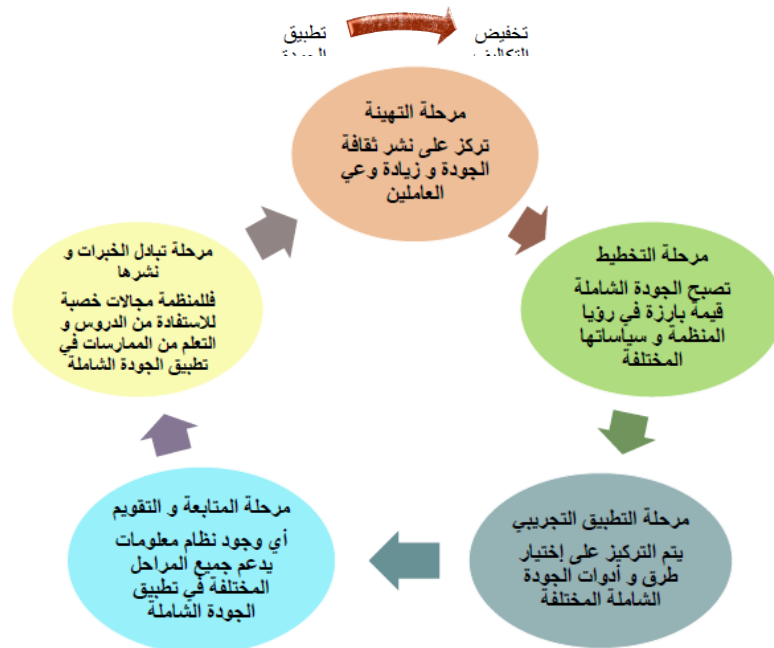 تطبيق
الجودة
تخفيض
التكاليف
مرحلة التهيئة
تركز على نشر ثقافة
الجودة و زيادة وعي
العاملين
مرحلة التخطيط
تصبح الجودة الشاملة
قيمة بارزة في رؤيا
المنظمة و سياساتها
المختلفة
مرحلة التطبيق التجريبي
يتم التركيز على إختيار
طرق و أدوات الجودة
الشاملة المختلفة
مرحلة المتابعة و التقويم
أي وجود نظام معلومات
يدعم جميع المراحل
المختلفة في تطبيق
الجودة الشاملة
مرحلة تبادل الخبرات و
نشرها
فللمنظمة مجالات خصبة
للاستفادة من الدروس و
التعلم من الممارسات في
تطبيق الجودة الشاملة